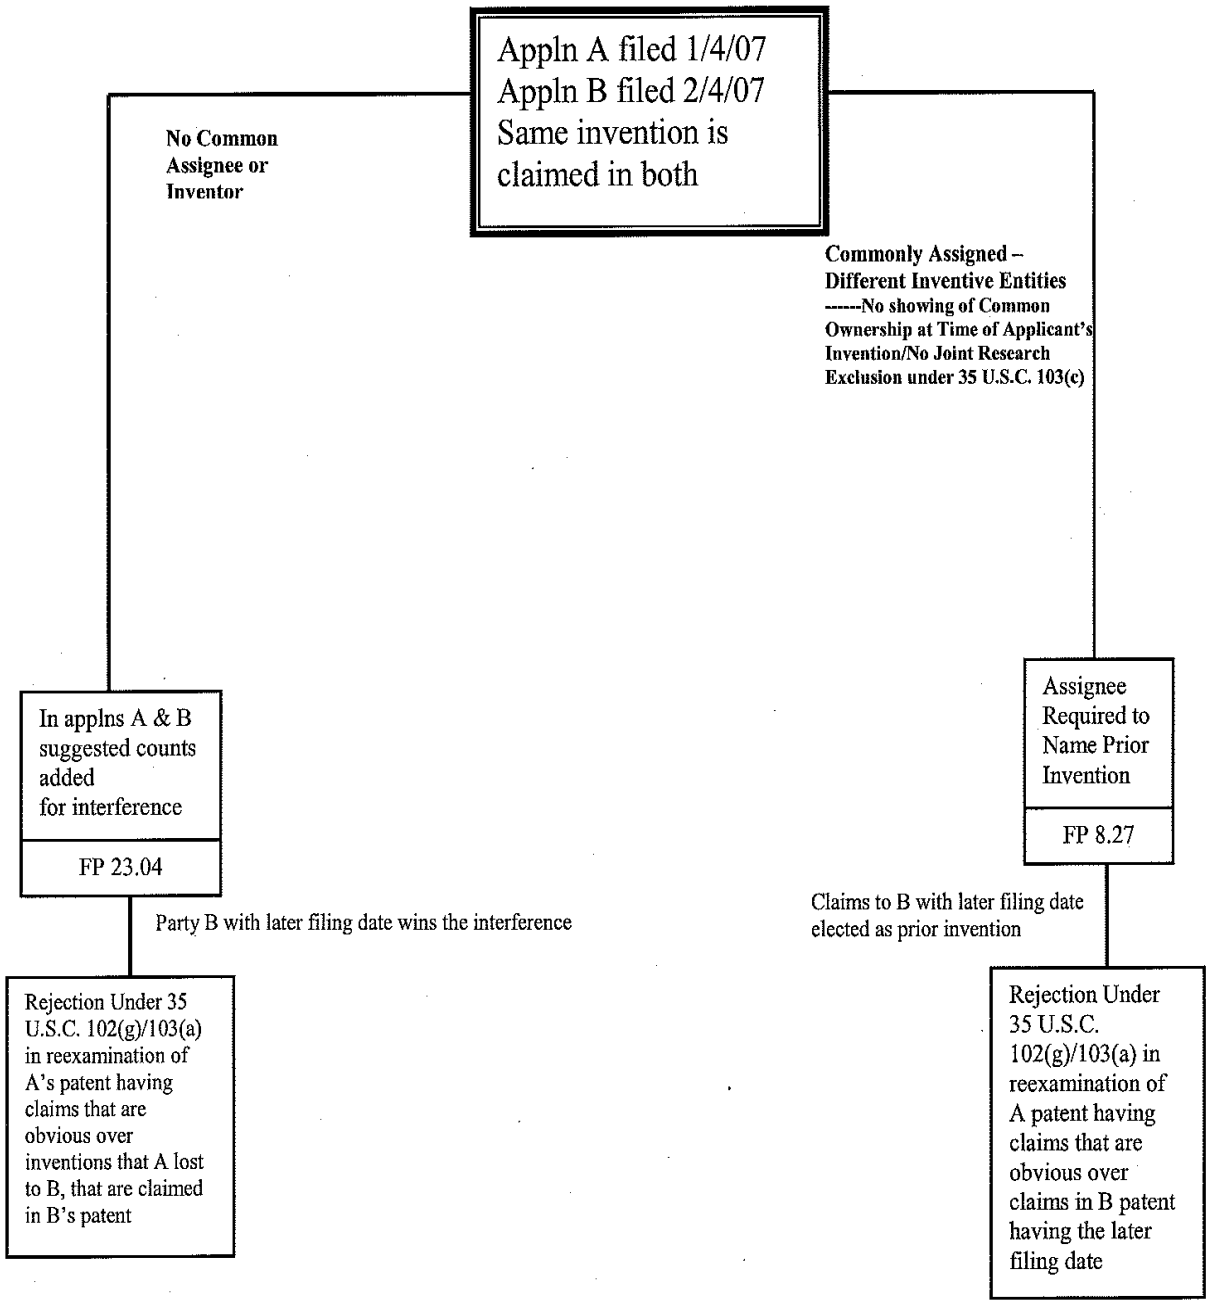 Appln A filed 1/4/07
Appln B filed 2/4/07
Same invention is
claimed in both
No Common
Assignee or
Inventor
Commonly Assigned –
Different Inventive Entities
------No showing of Common
Ownership at Time of Applicant's
Invention/No Joint Research
Exclusion under 35 U.S.C. 103(c)
In applns A & B
suggested counts
added
for interference
FP 23.04
Assignee
Required to
Name Prior
Invention
FP 8.27
Party B with later filing date wins the interference
Claims to B with later filing date
elected as prior invention
Rejection Under 35
U.S.C. 102(g)/103(a)
in reexamination of
A's patent having
claims that are
obvious over
inventions that A lost
to B, that are claimed
in B's patent
Rejection Under
35 U.S.C.
102(g)/103(a) in
reexamination of
A patent having
claims that are
obvious over
claims in B patent
having the later
filing date